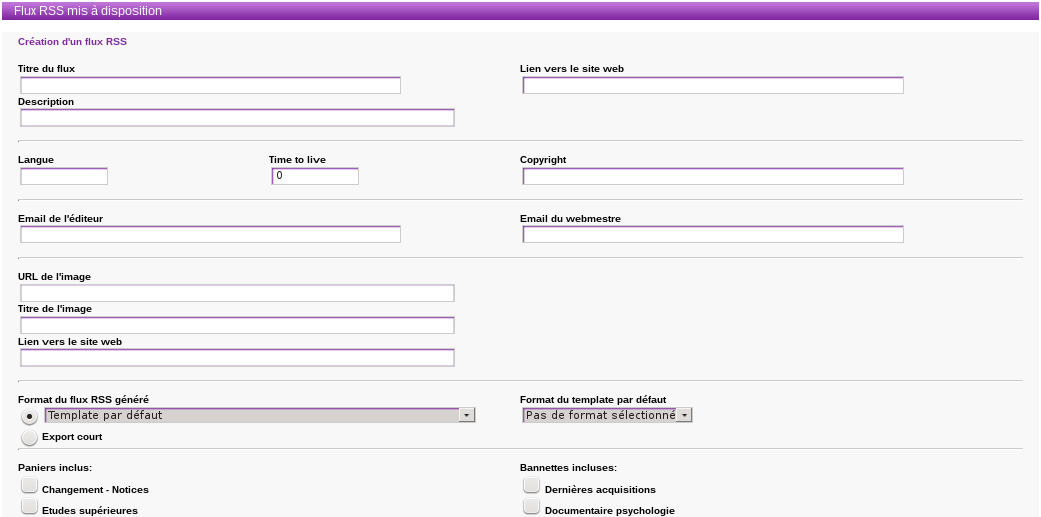 Flux RSS mis à disposition
Création d'un flux RSS
Titre du flux
Lien vers le site web
Description
Langue
Time to live
Copyright
0
Email de l'éditeur
Email du webmestre
URL de l'image
Titre de l'image
Lien vers le site web
Format du flux RSS généré
Format du template par défaut
Template par défaut
Pas de format sélectionné
Export court
Paniers inclus:
Bannettes incluses:
Changement - Notices
Dernières acquisitions
Etudes supérieures
Documentaire psychologie